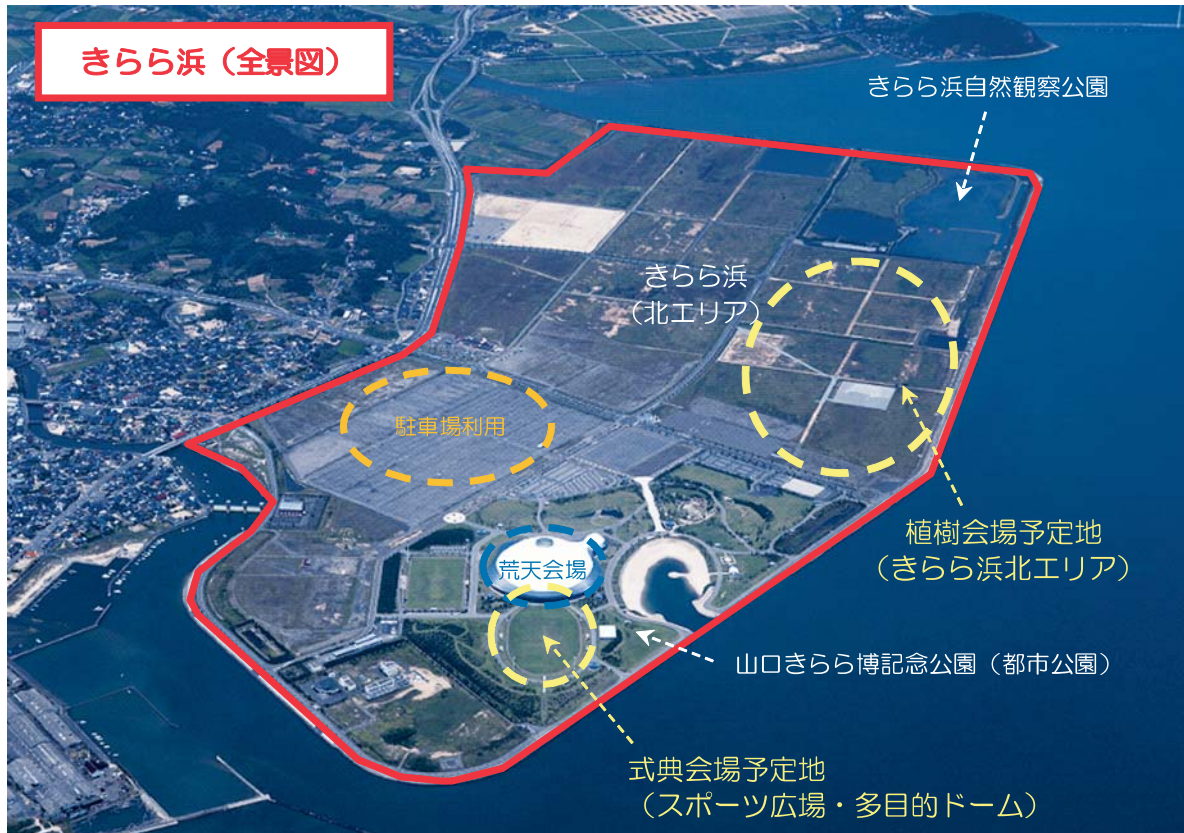 きらら浜（全景図）
きらら浜自然観察公園
きらら浜
（北エリア）
駐車場利用
植樹会場予定地
（きらら浜北エリア）
荒天会場
山口きらら博記念公園（都市公園）
式典会場予定地
（スポーツ広場・多目的ドーム）